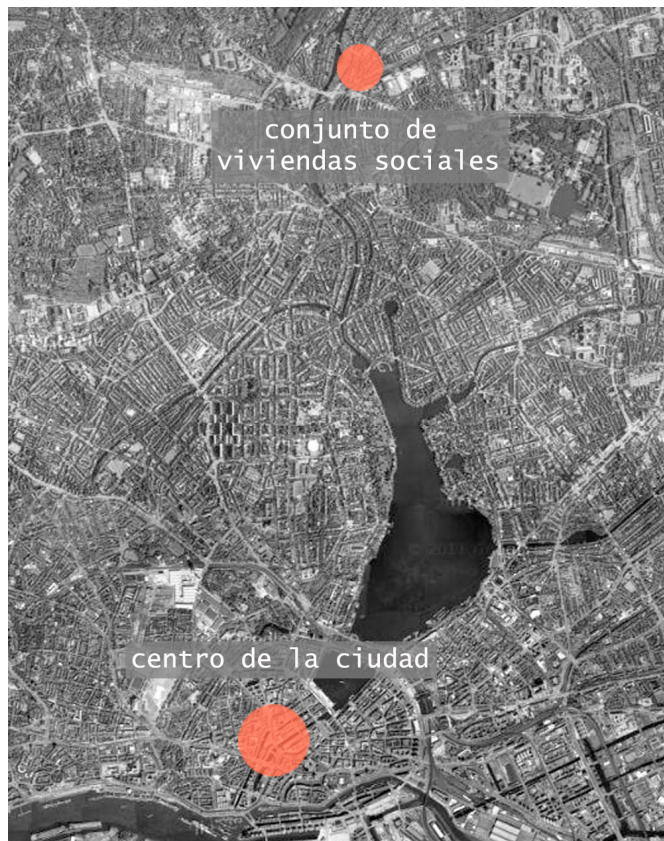 conjunto de
viviendas sociales
centro de la ciudad